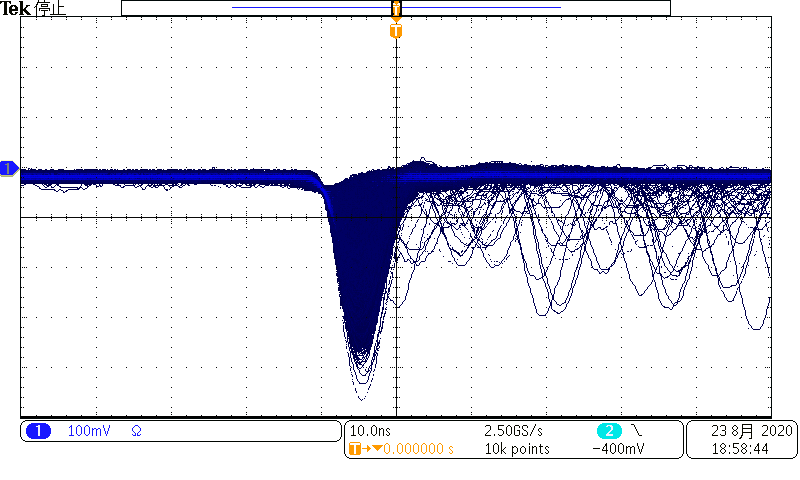 Tek 停止
T
T
1
1 100mV Ω
10.0ns 2.50GS/s 2 -400mV
T→▼0.000000 s 10k points
23 8月 2020
18:58:44